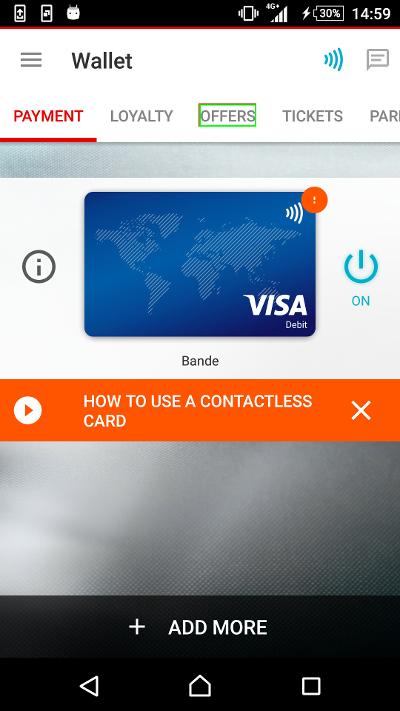 4G+ 30% 14:59
Wallet
PAYMENT LOYALTY OFFERS TICKETS PAR
VISA
Debit
ON
Bande
HOW TO USE A CONTACTLESS
CARD
+ ADD MORE